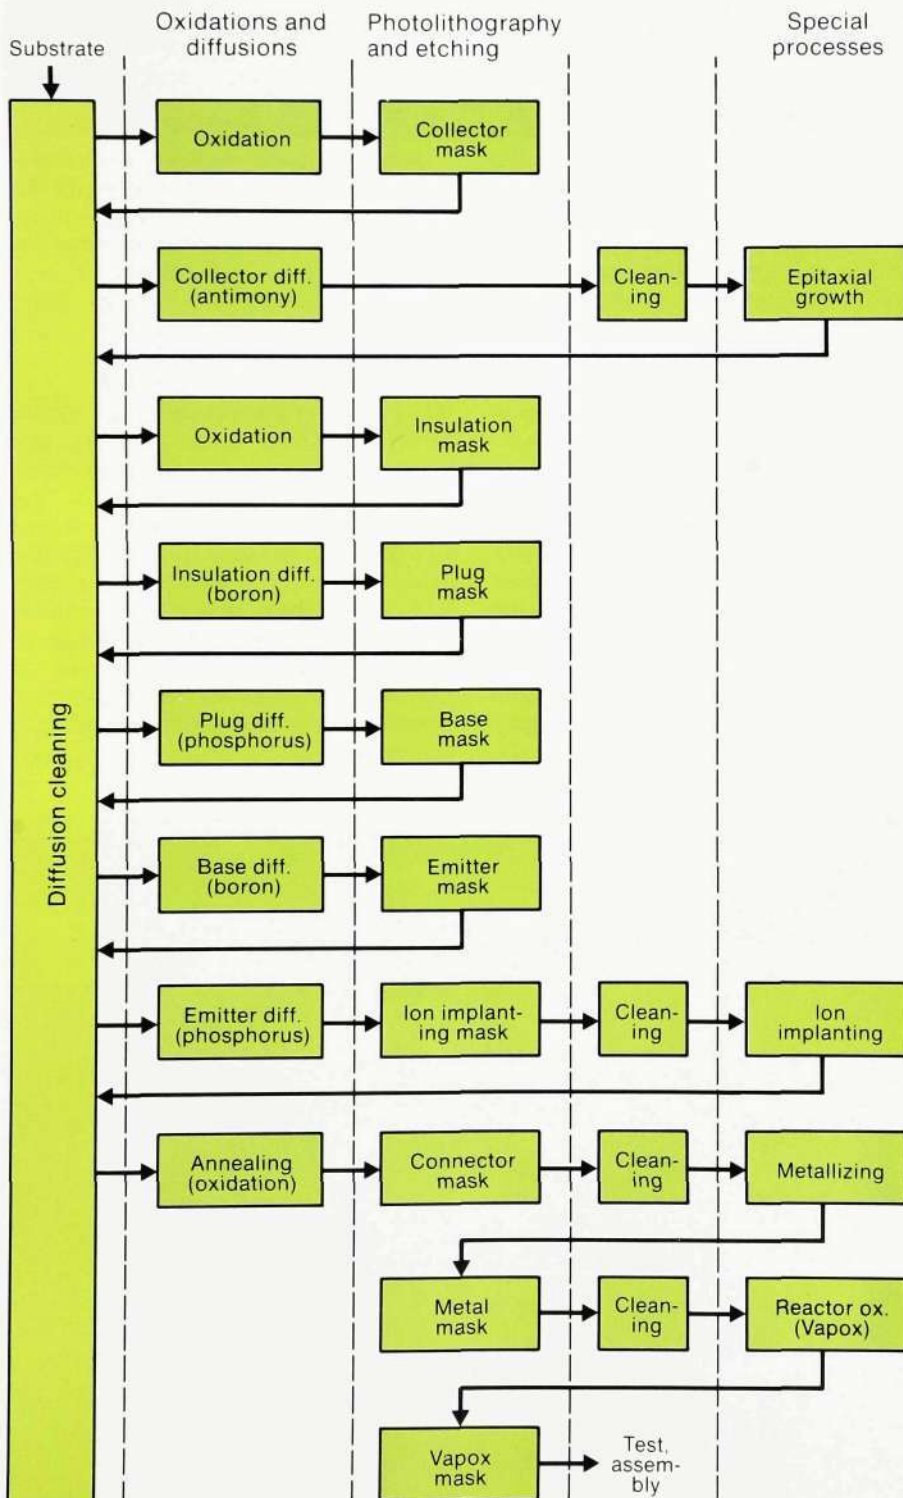 Substrate
Oxidations and
diffusions
Photolithography
and etching
Special
processes
Diffusion cleaning
Oxidation
Collector
mask
Collector diff.
(antimony)
Clean-
ing
Epitaxial
growth
Oxidation
Insulation
mask
Insulation diff.
(boron)
Plug
mask
Plug diff.
(phosphorus)
Base
mask
Base diff.
(boron)
Emitter
mask
Emitter diff.
(phosphorus)
Ion implant-
ing mask
Clean-
ing
Ion
implanting
Annealing
(oxidation)
Connector
mask
Clean-
ing
Metallizing
Metal
mask
Clean-
ing
Reactor ox.
(Vapox)
Vapox
mask
Test,
assem-
bly